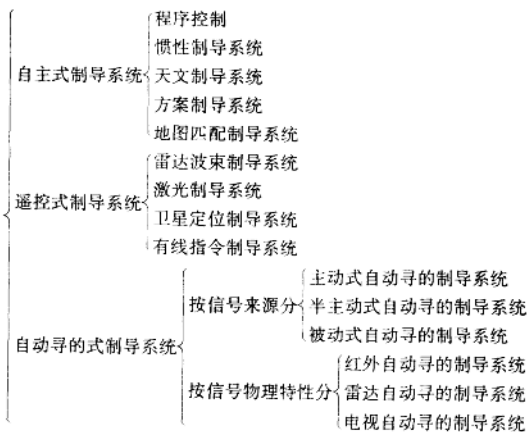 程序控制
惯性制导系统
自主式制导系统
天文制导系统
方案制导系统
地图匹配制导系统
雷达波束制导系统
激光制导系统
遥控式制导系统
卫星定位制导系统
有线指令制导系统
主动式自动寻的制导系统
按信号来源分
半主动式自动寻的制导系统
被动式自动寻的制导系统
自动寻的式制导系统
红外自动寻的制导系统
按信号物理特性分
雷达自动寻的制导系统
电视自动寻的制导系统